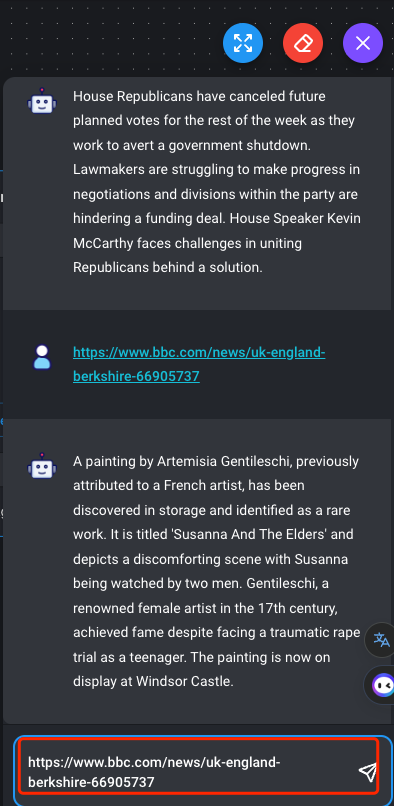 House Republicans have canceled future
planned votes for the rest of the week as they
work to avert a government shutdown.
Lawmakers are struggling to make progress in
negotiations and divisions within the party are
hindering a funding deal. House Speaker Kevin
McCarthy faces challenges in uniting
Republicans behind a solution.
https://www.bbc.com/news/uk-england-
berkshire-66905737
A painting by Artemisia Gentileschi, previously
attributed to a French artist, has been
discovered in storage and identified as a rare
work. It is titled 'Susanna And The Elders' and
depicts a discomforting scene with Susanna
being watched by two men. Gentileschi, a
renowned female artist in the 17th century,
achieved fame despite facing a traumatic rape
trial as a teenager. The painting is now on
display at Windsor Castle.
https://www.bbc.com/news/uk-england-
berkshire-66905737